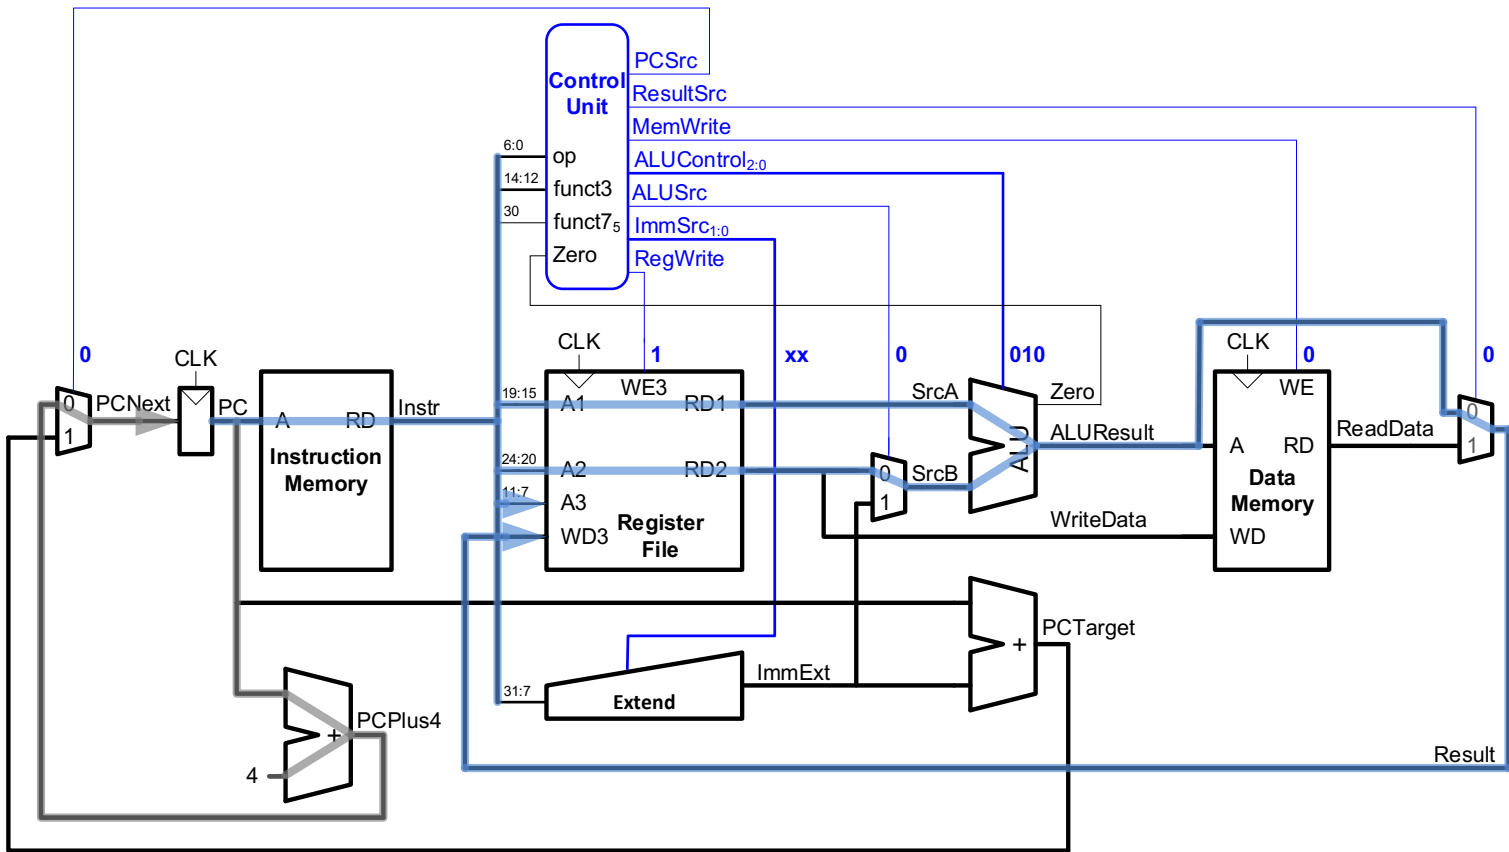 PCSrc
Control
Unit
ResultSrc
MemWrite
6:0
op
ALUControl2:0
14:12
funct3
ALUSrc
30
funct75
ImmSrc1:0
Zero
RegWrite
0
CLK
CLK
1
xx
0
010
CLK
0
0
0
PCNext
PC
A
RD
Instr
19:15
A1
WE3
RD1
SrcA
Zero
WE
0
1
Instruction
Memory
24:20
A2
RD2
0
SrcB
ALU
ALUResult
A
RD
ReadData
1
11:7
A3
1
Data
Memory
WD3
Register
File
WriteData
WD
+
PCTarget
31:7
Extend
ImmExt
+
PCPlus4
4
Result